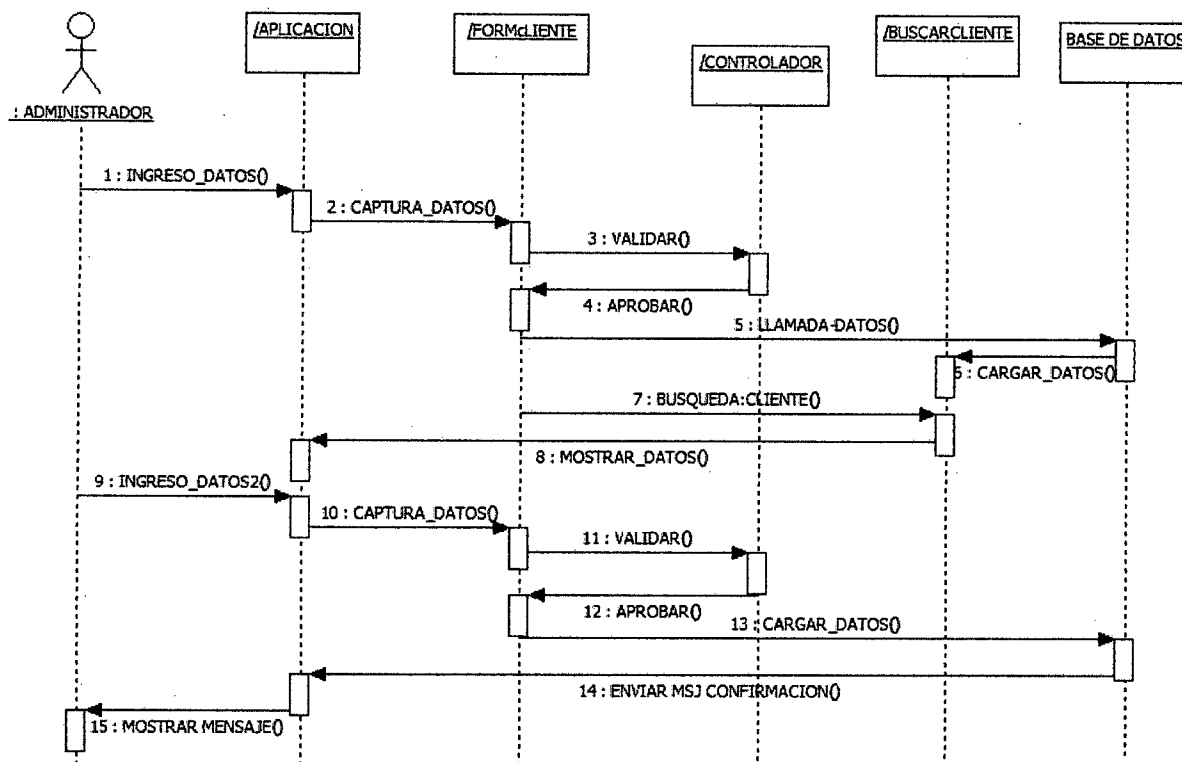 /APLICACION
/FORMcLIENTE
/CONTROLADOR
/BUSCARCLIENTE
BASE DE DATOS
: ADMINISTRADOR
1 : INGRESO_DATOS()
2 : CAPTURA_DATOS()
3 : VALIDAR()
4 : APROBAR()
5 : LLAMADA-DATOS()
6 : CARGAR_DATOS()
7 : BUSQUEDA:CLIENTE()
8 : MOSTRAR_DATOS()
9 : INGRESO_DATOS2()
10 : CAPTURA_DATOS()
11 : VALIDAR()
12 : APROBAR()
13 : CARGAR_DATOS()
14 : ENVIAR MSJ CONFIRMACION()
15 : MOSTRAR MENSAJE()